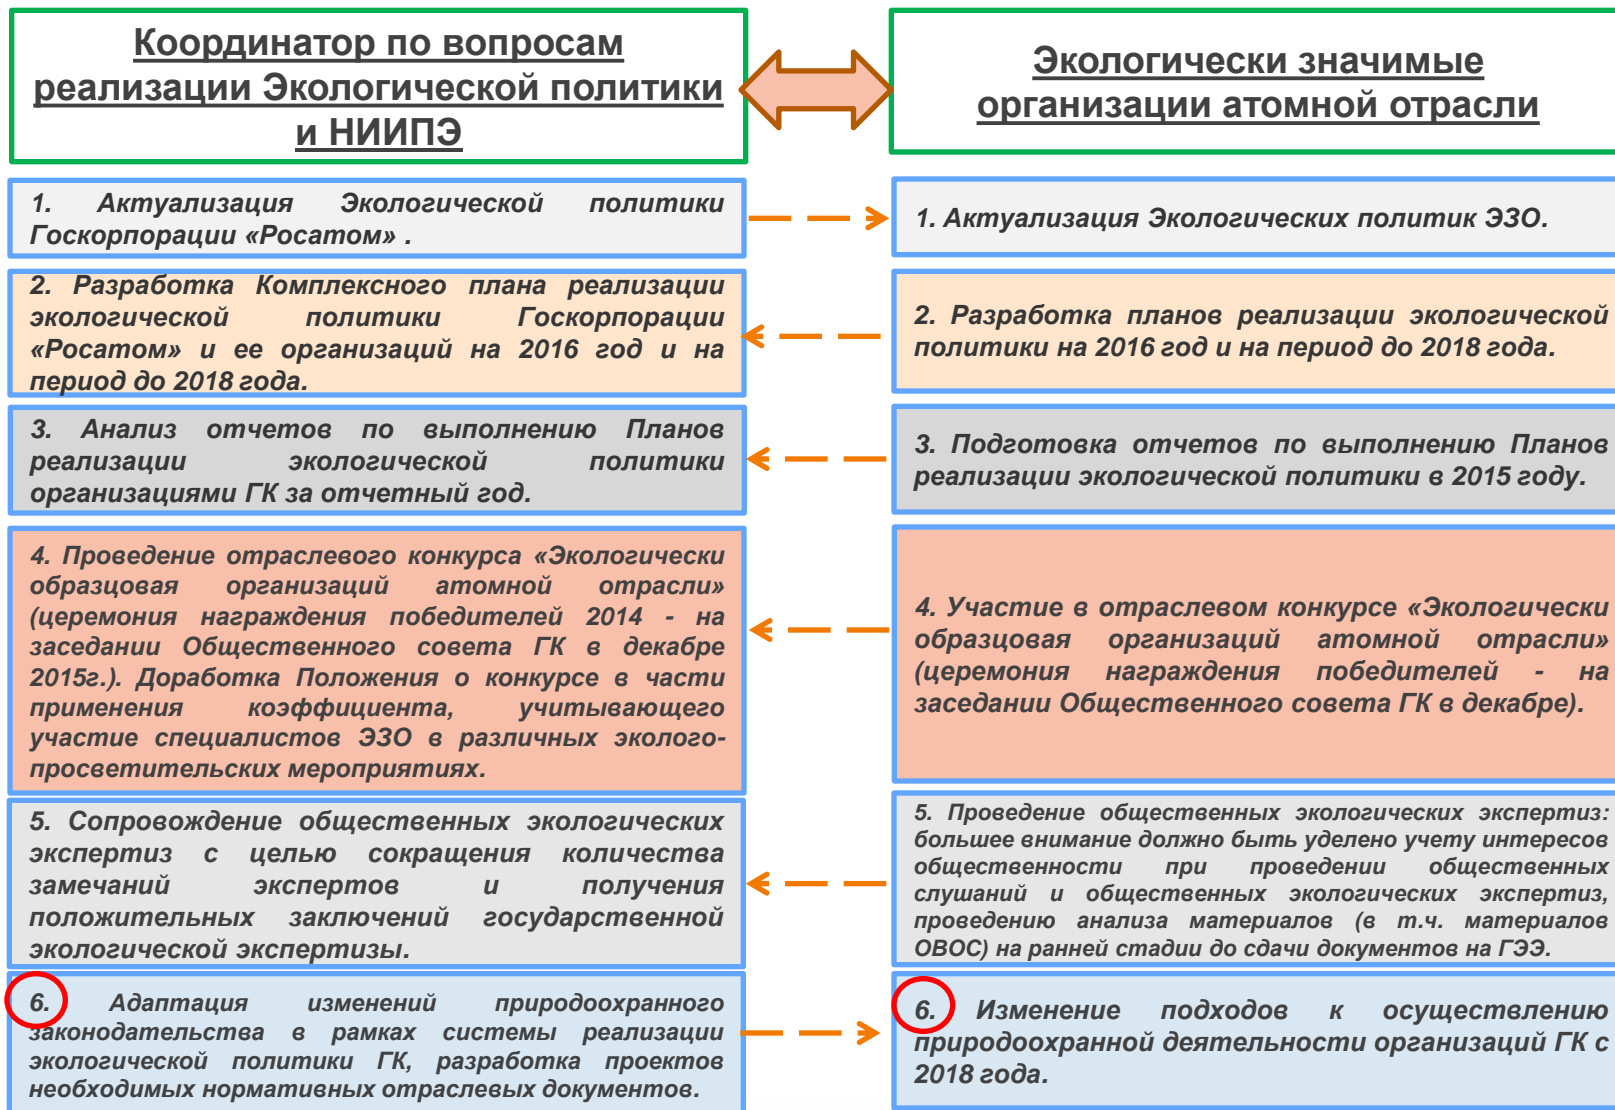 Координатор по вопросам
реализации Экологической политики
и НИИПЭ
Экологически значимые
организации атомной отрасли
1. Актуализация Экологической политики
Госкорпорации «Росатом» .
1. Актуализация Экологических политик ЭЗО.
2. Разработка Комплексного плана реализации
экологической политики Госкорпорации
«Росатом» и ее организаций на 2016 год и на
период до 2018 года.
2. Разработка планов реализации экологической
политики на 2016 год и на период до 2018 года.
3. Анализ отчетов по выполнению Планов
реализации экологической политики
организациями ГК за отчетный год.
3. Подготовка отчетов по выполнению Планов
реализации экологической политики в 2015 году.
4. Проведение отраслевого конкурса «Экологически
образцовая организаций атомной отрасли»
(церемония награждения победителей 2014 - на
заседании Общественного совета ГК в декабре
2015г.). Доработка Положения о конкурсе в части
применения коэффициента, учитывающего
участие специалистов ЭЗО в различных эколого-
просветительских мероприятиях.
4. Участие в отраслевом конкурсе «Экологически
образцовая организаций атомной отрасли»
(церемония награждения победителей - на
заседании Общественного совета ГК в декабре).
5. Сопровождение общественных экологических
экспертиз с целью сокращения количества
замечаний экспертов и получения
положительных заключений государственной
экологической экспертизы.
5. Проведение общественных экологических экспертиз:
большее внимание должно быть уделено учету интересов
общественности при проведении общественных
слушаний и общественных экологических экспертиз,
проведению анализа материалов (в т.ч. материалов
ОВОС) на ранней стадии до сдачи документов на ГЭЭ.
6. Адаптация изменений природоохранного
законодательства в рамках системы реализации
экологической политики ГК, разработка проектов
необходимых нормативных отраслевых документов.
6. Изменение подходов к осуществлению
природоохранной деятельности организаций ГК с
2018 года.